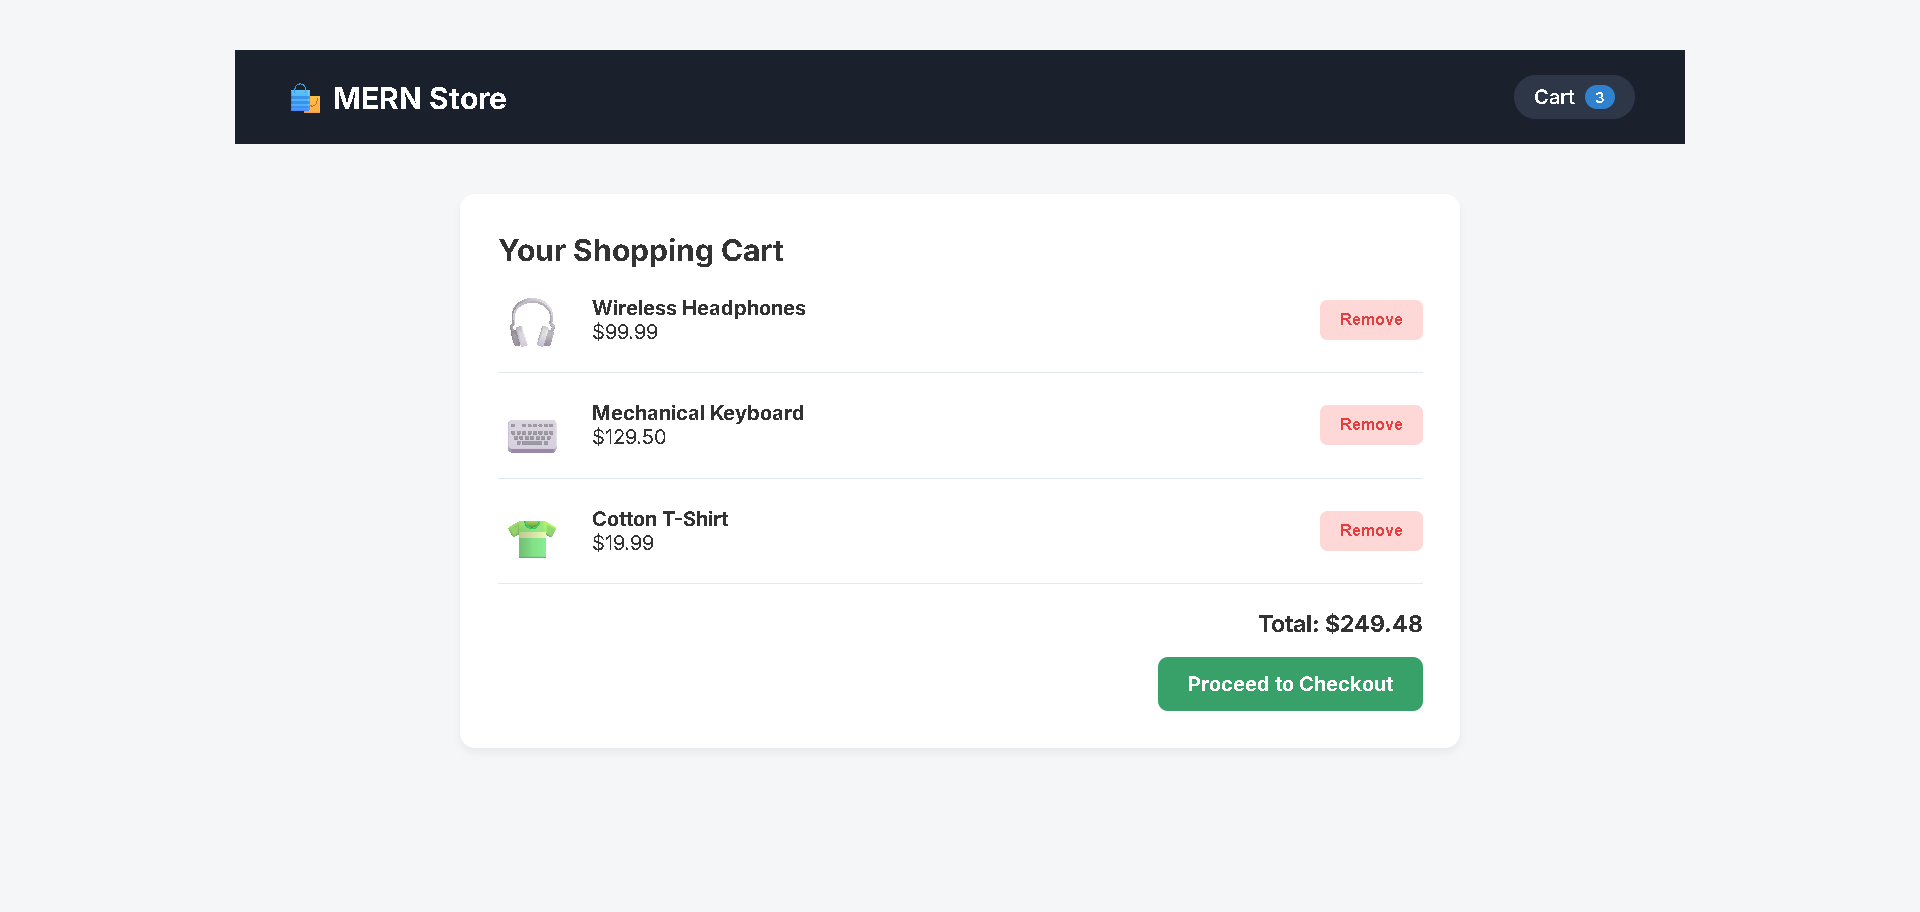 MERN Store
Cart 3
Your Shopping Cart
Wireless Headphones
$99.99
Remove
Mechanical Keyboard
$129.50
Remove
Cotton T-Shirt
$19.99
Remove
Total: $249.48
Proceed to Checkout